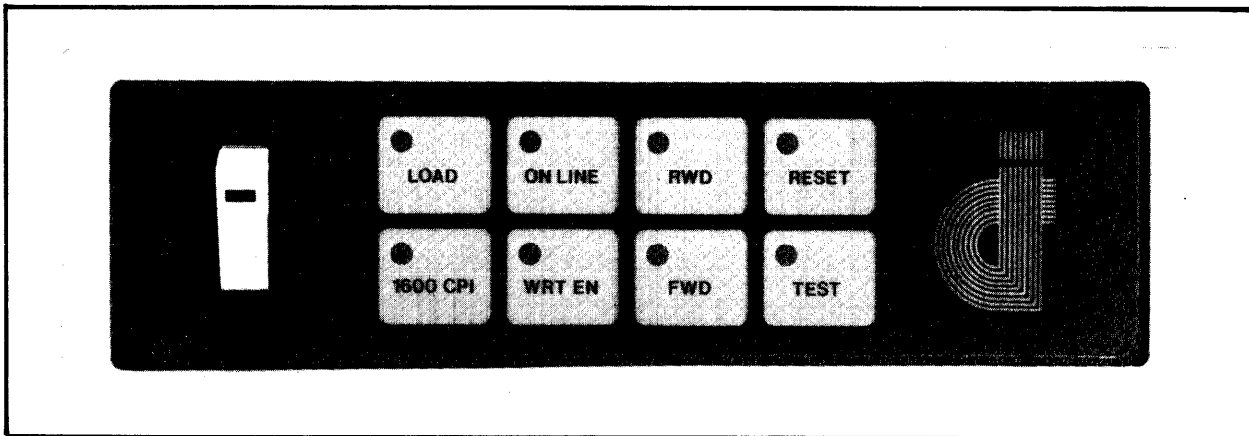 LOAD ON LINE RWD RESET
1600 CPI WRT EN FWD TEST